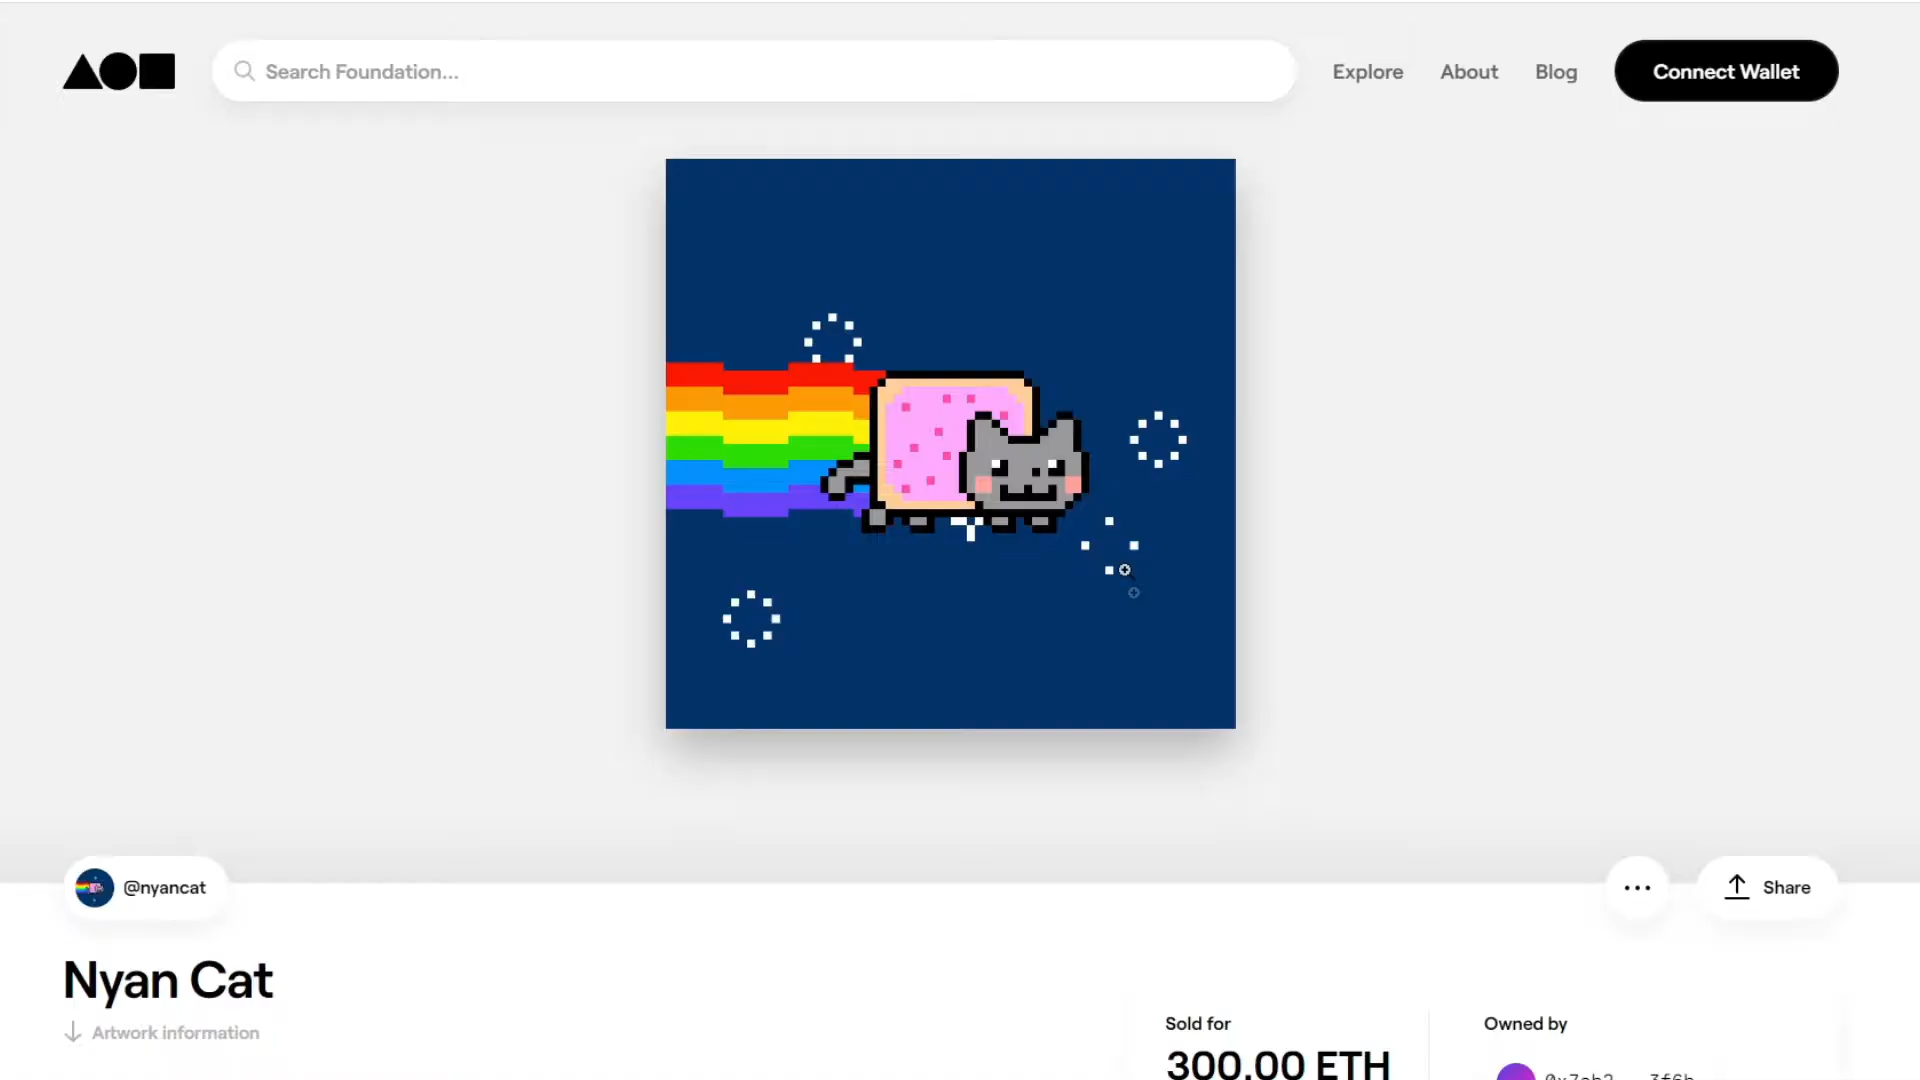 Search Foundation...
Explore
About
Blog
Connect Wallet
@nyancat
Share
Nyan Cat
Artwork information
Sold for
Owned by
300.00 ETH